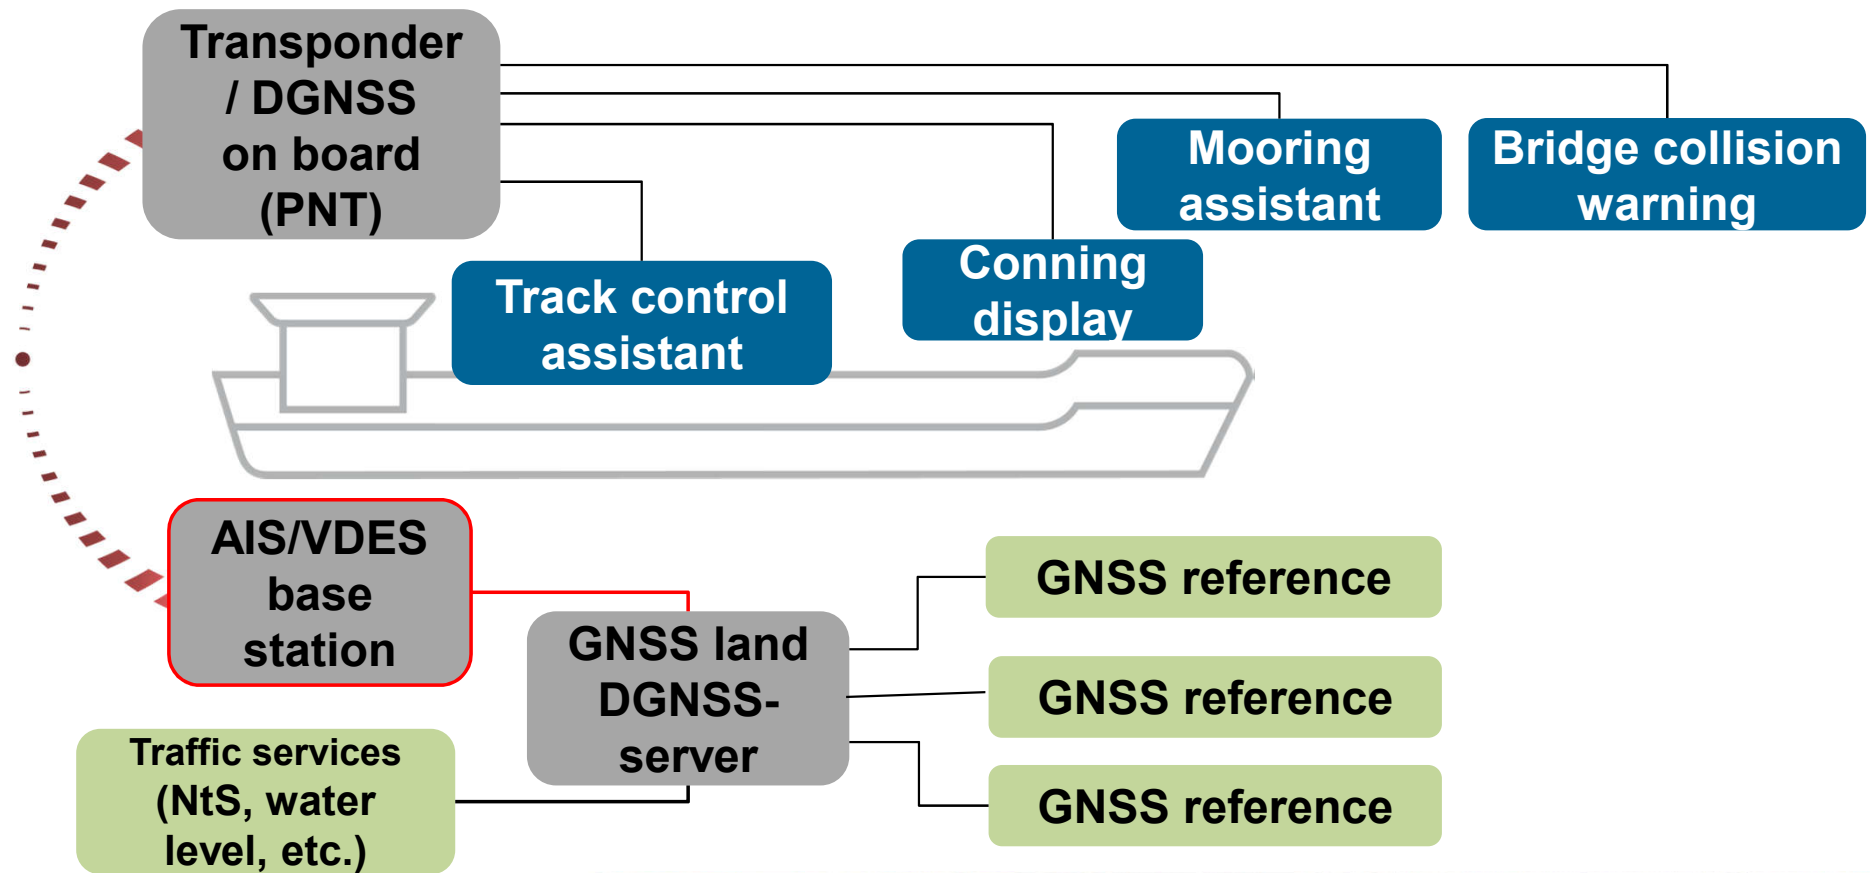 Transponder
/ DGNSS
on board
(PNT)
Mooring
assistant
Bridge collision
warning
Conning
display
Track control
assistant
AIS/VDES
base
station
GNSS land
DGNSS-
server
GNSS reference
GNSS reference
GNSS reference
Traffic services
(NtS, water
level, etc.)